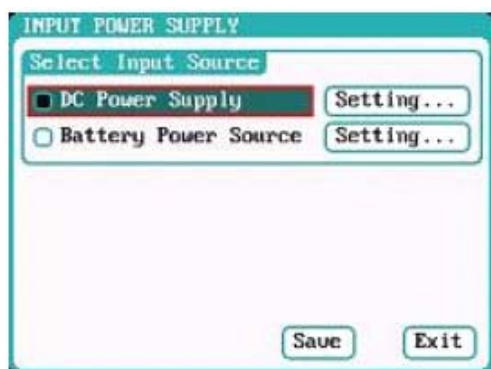 INPUT POWER SUPPLY
Select Input Source
DC Power Supply Setting...
Battery Power Source Setting...
Save Exit